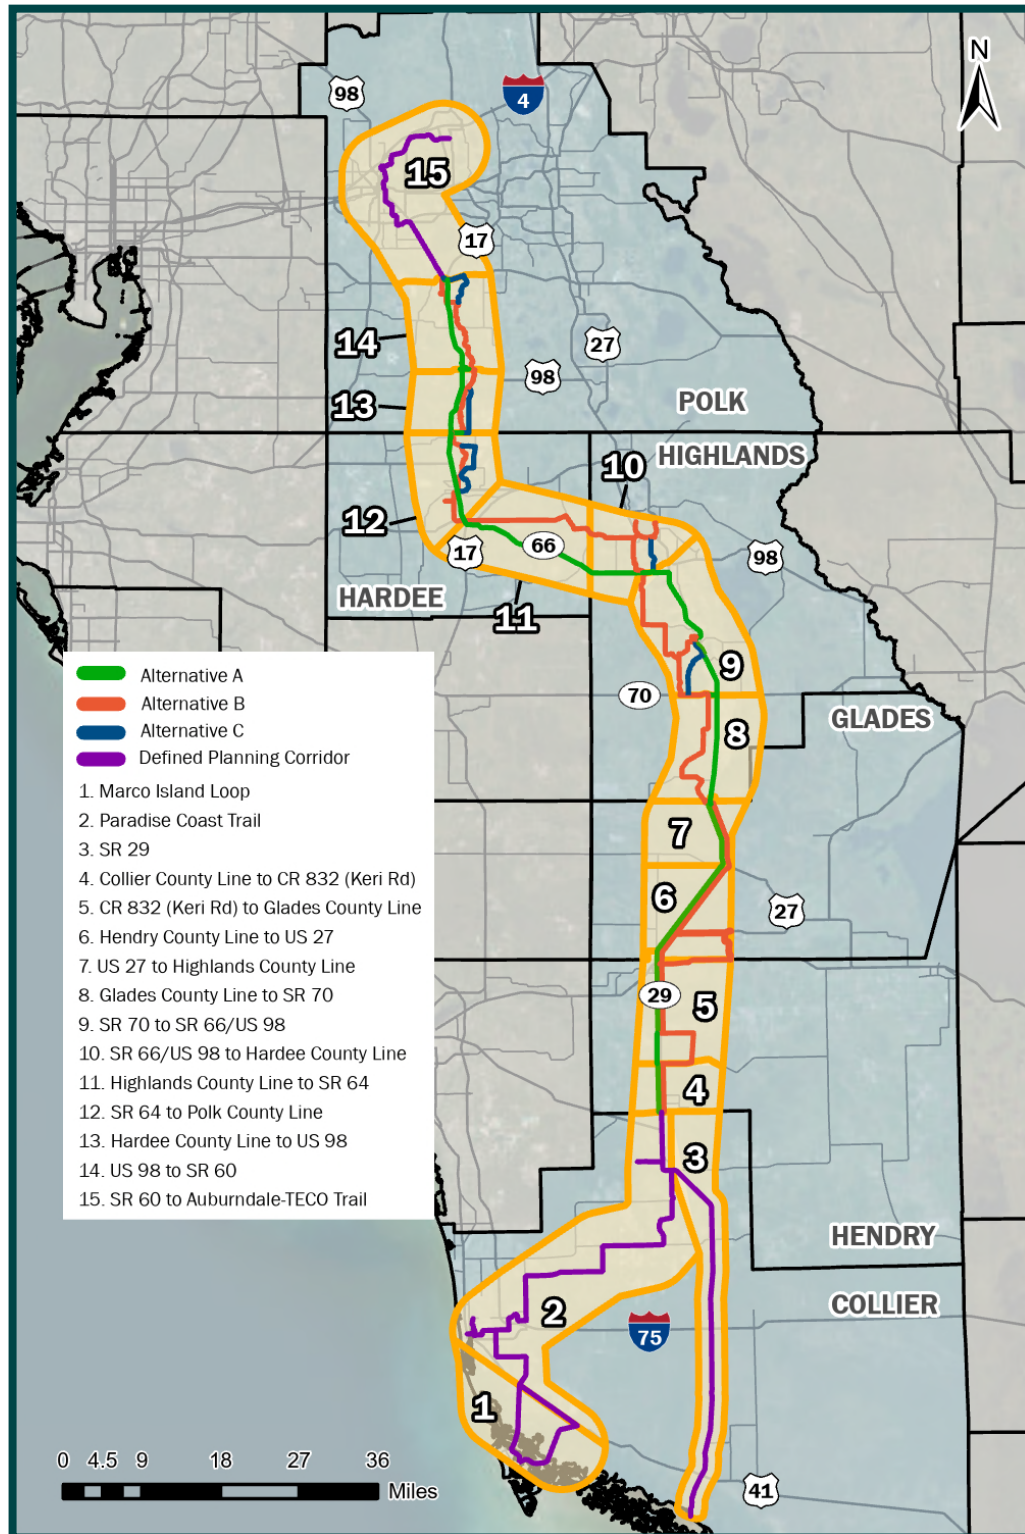 N
98
4
15
17
14
27
98
13
POLK
HIGHLANDS
10
12
17
66
98
HARDEE
11
9
70
GLADES
8
7
6
27
29
5
4
3
HENDRY
COLLIER
2
75
1
41
Alternative A
Alternative B
Alternative C
Defined Planning Corridor
1. Marco Island Loop
2. Paradise Coast Trail
3. SR 29
4. Collier County Line to CR 832 (Keri Rd)
5. CR 832 (Keri Rd) to Glades County Line
6. Hendry County Line to US 27
7. US 27 to Highlands County Line
8. Glades County Line to SR 70
9. SR 70 to SR 66/US 98
10. SR 66/US 98 to Hardee County Line
11. Highlands County Line to SR 64
12. SR 64 to Polk County Line
13. Hardee County Line to US 98
14. US 98 to SR 60
15. SR 60 to Auburndale-TECO Trail
0 4.5 9 18 27 36
Miles